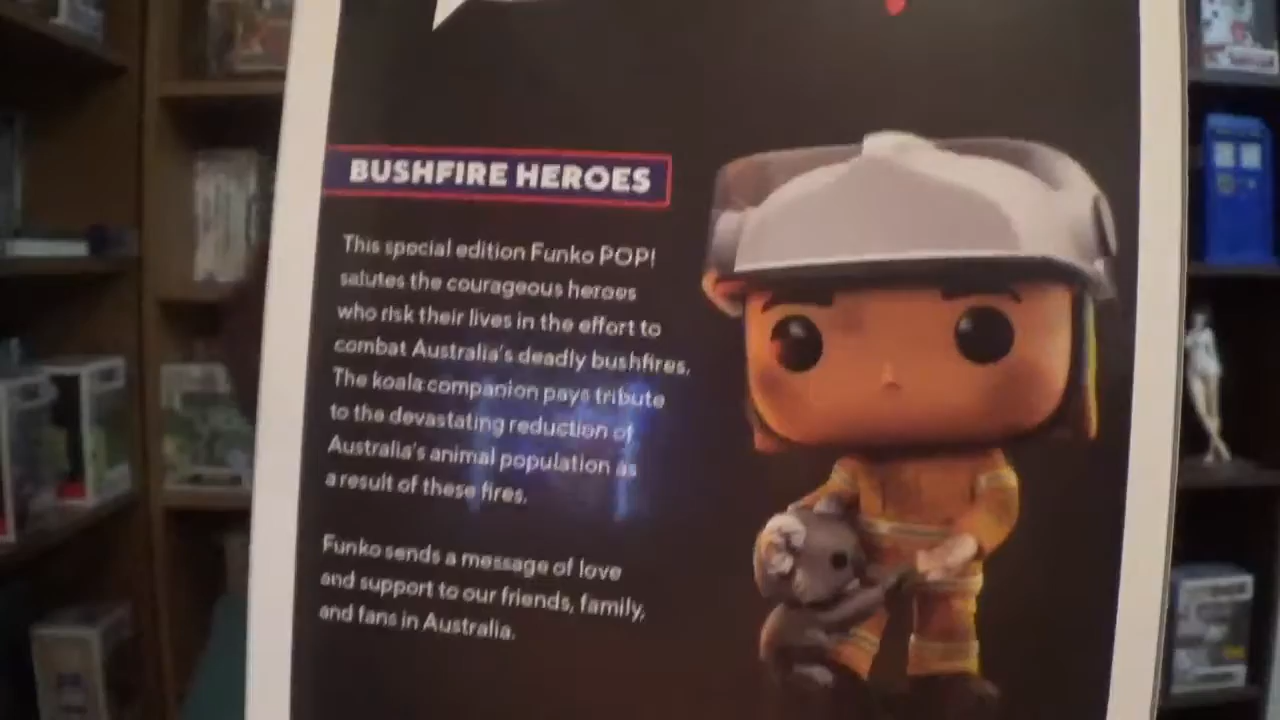 BUSHFIRE HEROES
This special edition Funko POP!
salutes the courageous heroes
who risk their lives in the effort to
combat Australia's deadly bushfires.
The koala companion pays tribute
to the devastating reduction of
Australia's animal population as
a result of these fires.
Funko sends a message of love
and support to our friends, family,
and fans in Australia.